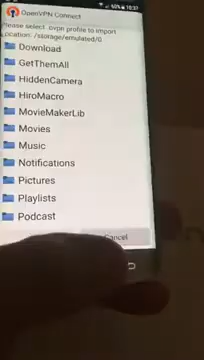 60% 10:37
OpenVPN Connect
Please select .ovpn profile to import
Location: /storage/emulated/0
Download
GetThemAll
HiddenCamera
HiroMacro
MovieMakerLib
Movies
Music
Notifications
Pictures
Playlists
Podcast
Cancel